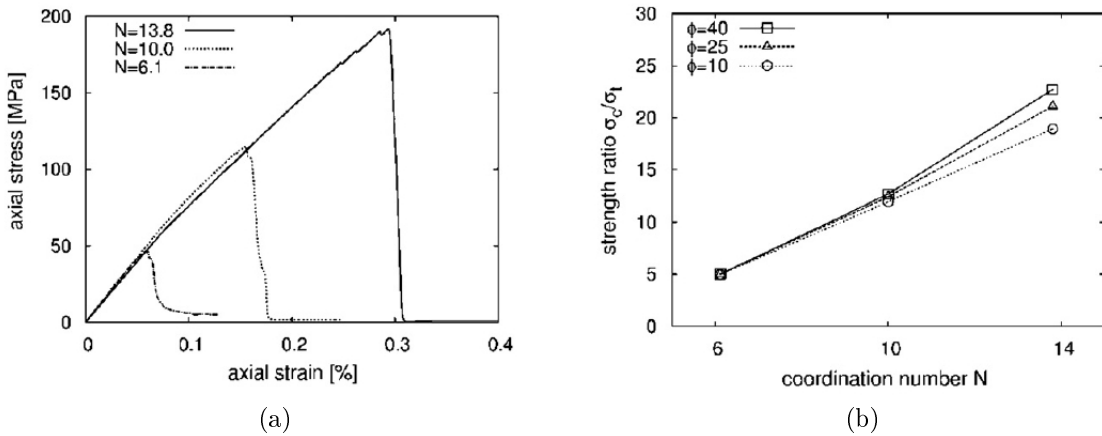 N=13.8
N=10.0
N=6.1
200
150
100
50
0
axial stress [MPa]
0 0.1 0.2 0.3 0.4
axial strain [%]
(a)
ϕ=40
ϕ=25
ϕ=10
30
25
20
15
10
5
0
strength ratio σc/σt
6 10 14
coordination number N
(b)